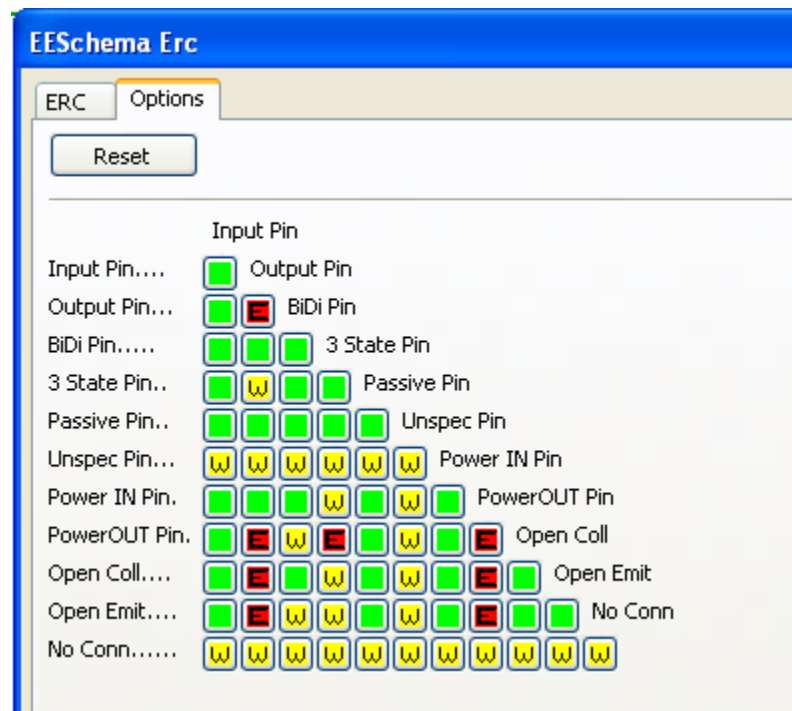 EESchema Erc
ERC Options
Reset
Input Pin
Input Pin.... Output Pin
Output Pin... E BiDi Pin
BiDi Pin..... 3 State Pin
3 State Pin.. W Passive Pin
Passive Pin.. Unspec Pin
Unspec Pin... W W W W W W Power IN Pin
Power IN Pin. W W PowerOUT Pin
PowerOUT Pin. E W E W E Open Coll
Open Coll.... E W W E Open Emit
Open Emit.... E W W W E No Conn
No Conn...... W W W W W W W W W W W